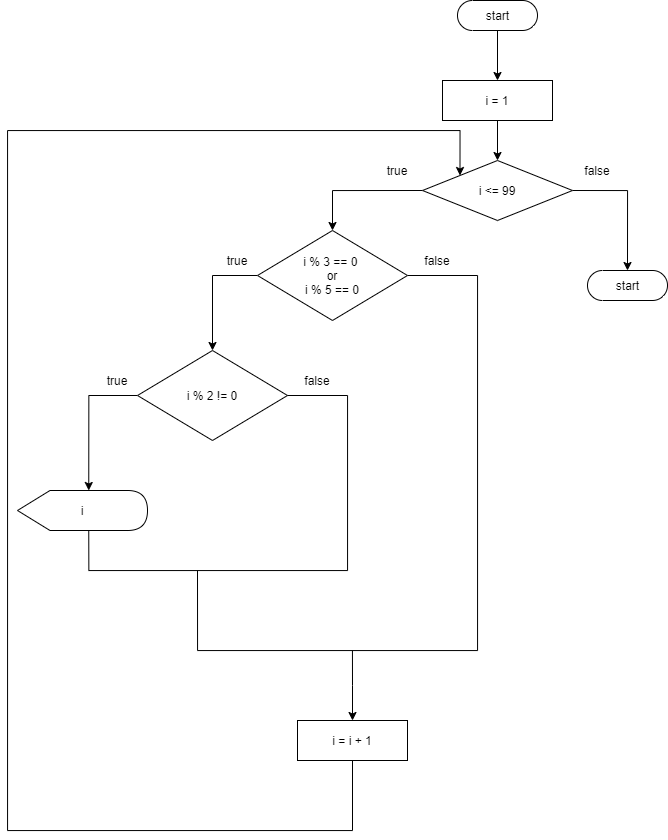 start
i = 1
true
false
i <= 99
true
false
i % 3 == 0
or
i % 5 == 0
start
true
false
i % 2 != 0
i
i = i + 1